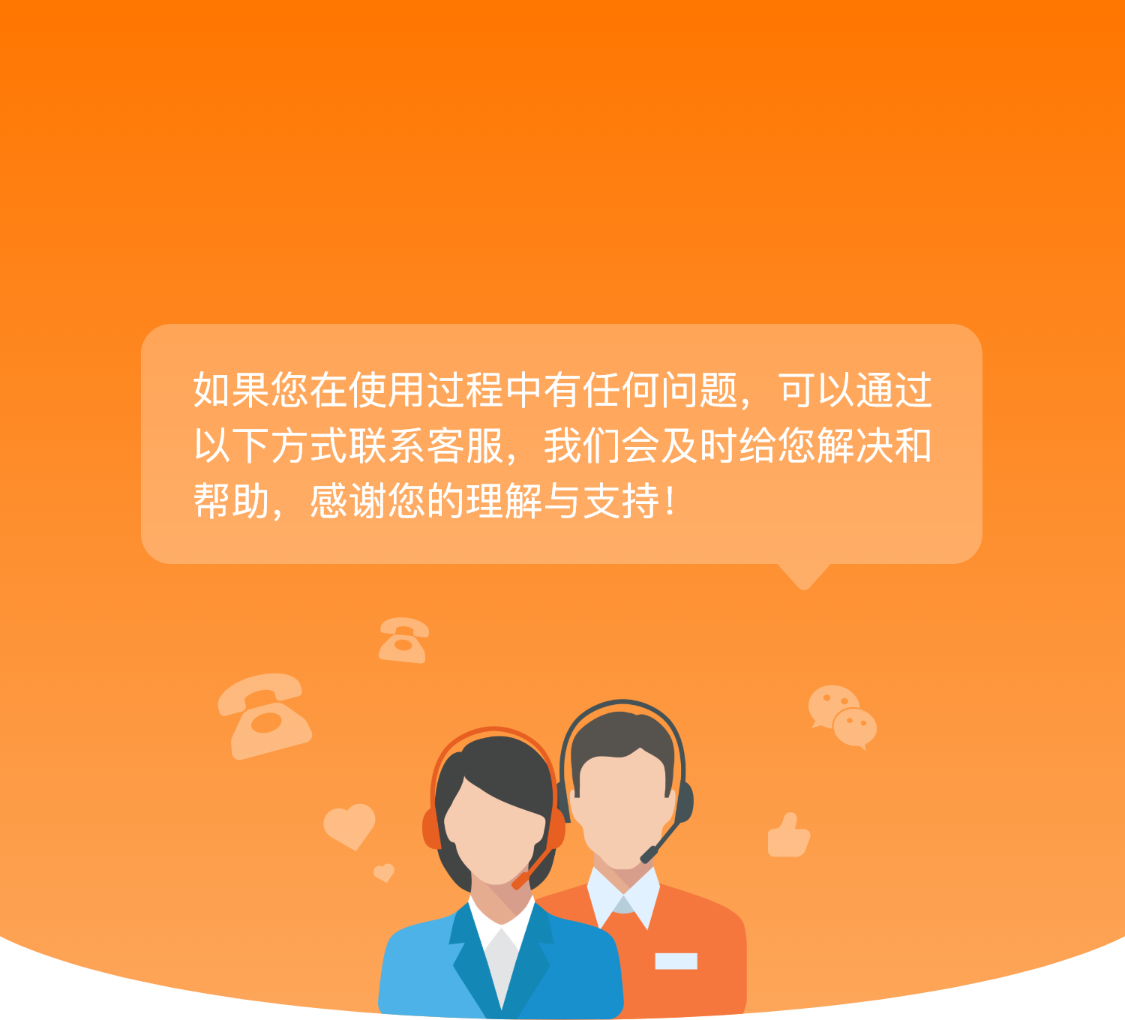 如果您在使用过程中有任何问题，可以通过
以下方式联系客服，我们会及时给您解决和
帮助，感谢您的理解与支持！